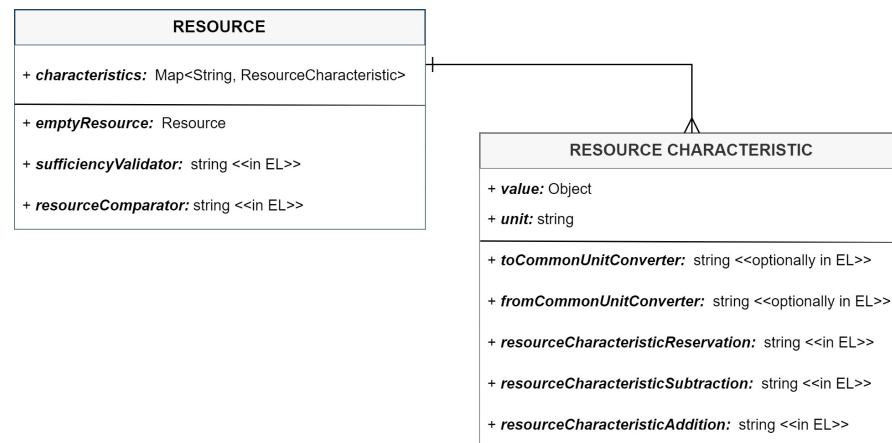 RESOURCE
+ characteristics: Map<String, ResourceCharacteristic>
+ emptyResource: Resource
+ sufficiencyValidator: string <<in EL>>
+ resourceComparator: string <<in EL>>
RESOURCE CHARACTERISTIC
+ value: Object
+ unit: string
+ toCommonUnitConverter: string <<optionally in EL>>
+ fromCommonUnitConverter: string <<optionally in EL>>
+ resourceCharacteristicReservation: string <<in EL>>
+ resourceCharacteristicSubtraction: string <<in EL>>
+ resourceCharacteristicAddition: string <<in EL>>